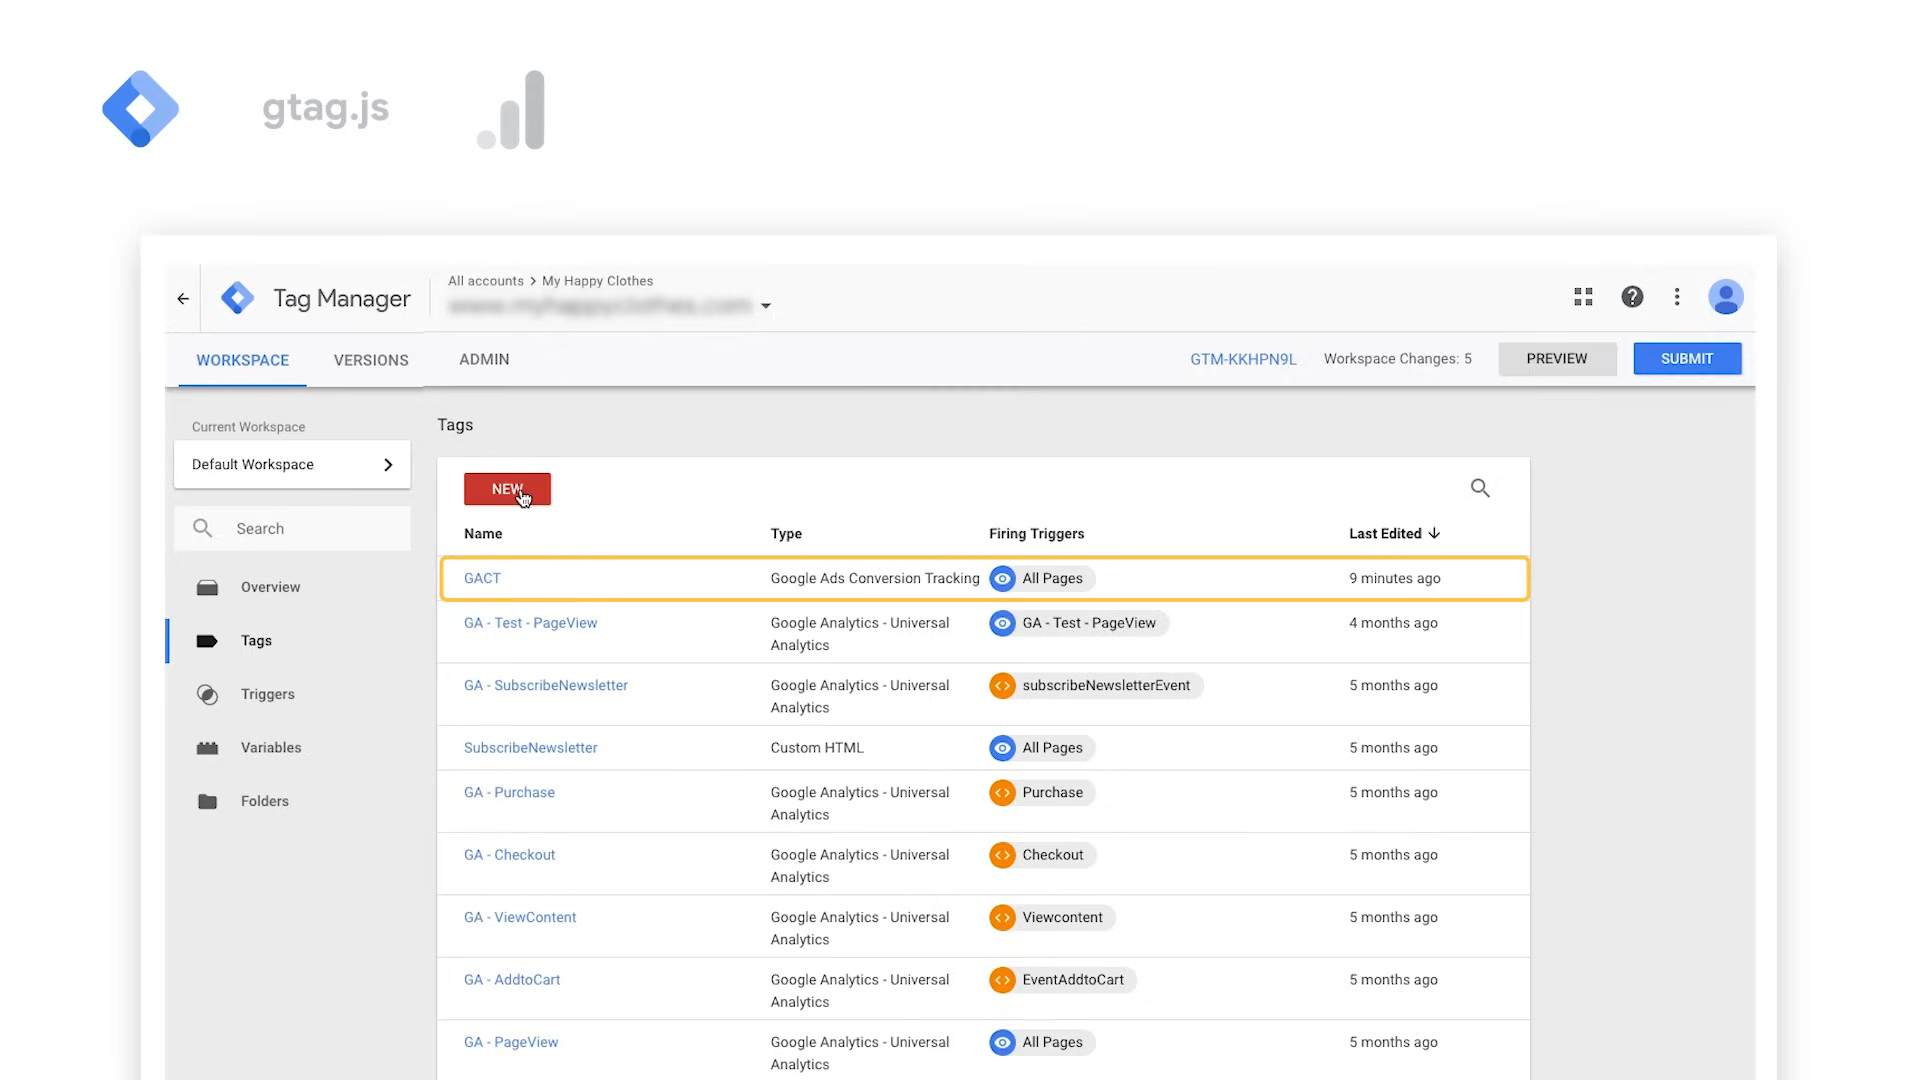 gtag.js
Tag Manager
All accounts > My Happy Clothes
WORKSPACE
VERSIONS
ADMIN
GTM-KKHPN9L
Workspace Changes: 5
PREVIEW
SUBMIT
Current Workspace
Default Workspace
Search
Overview
Tags
Triggers
Variables
Folders
Tags
NEW
Name Type Firing Triggers Last Edited
GACT Google Ads Conversion Tracking All Pages 9 minutes ago
GA - Test - PageView Google Analytics - Universal GA - Test - PageView 4 months ago
Analytics
GA - SubscribeNewsletter Google Analytics - Universal subscribeNewsletterEvent 5 months ago
Analytics
SubscribeNewsletter Custom HTML All Pages 5 months ago
GA - Purchase Google Analytics - Universal Purchase 5 months ago
Analytics
GA - Checkout Google Analytics - Universal Checkout 5 months ago
Analytics
GA - ViewContent Google Analytics - Universal Viewcontent 5 months ago
Analytics
GA - AddtoCart Google Analytics - Universal EventAddtoCart 5 months ago
Analytics
GA - PageView Google Analytics - Universal All Pages 5 months ago
Analytics